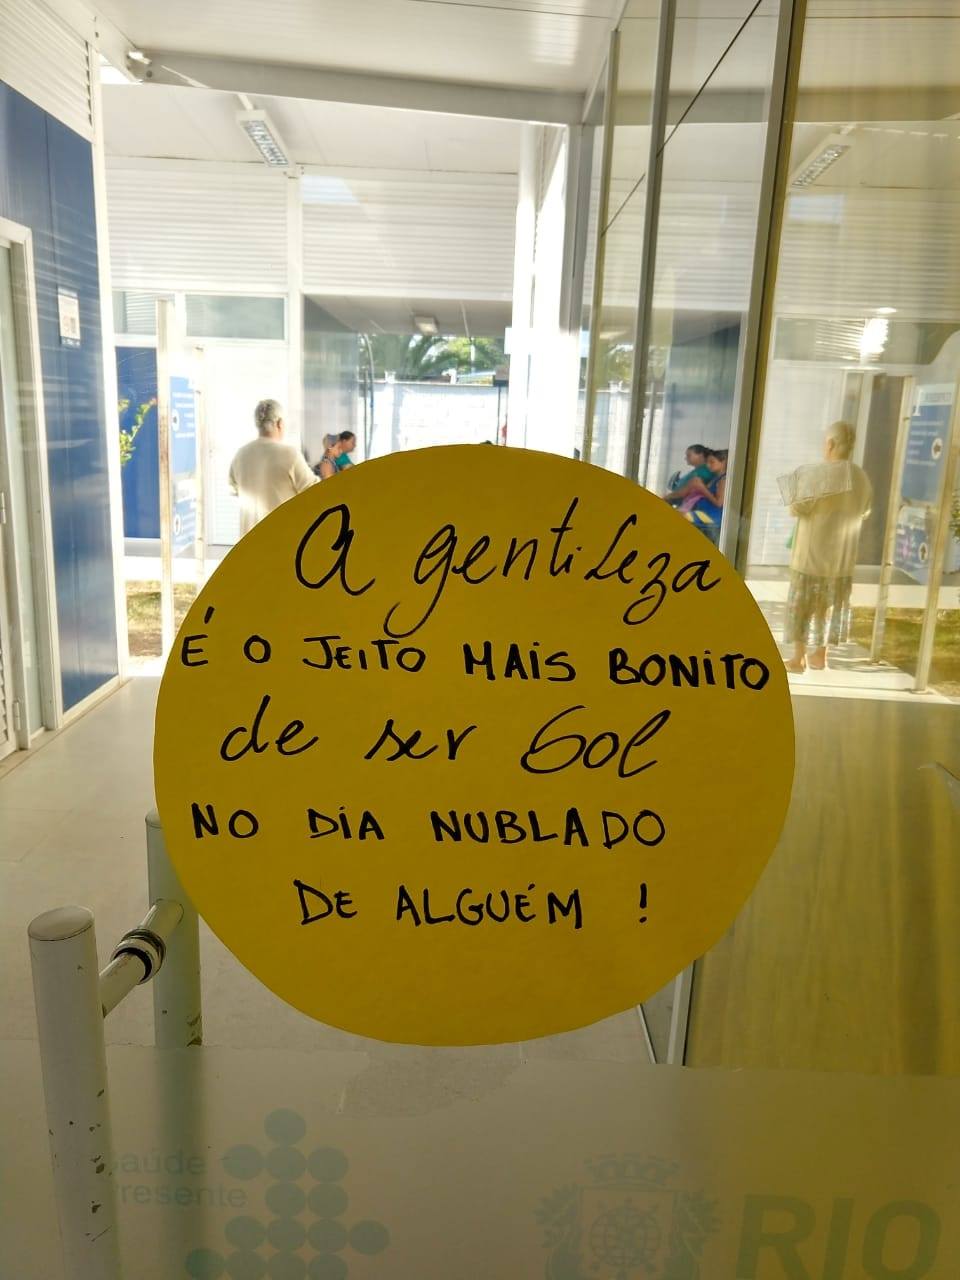 A gentileza
É O JEITO MAIS BONITO
de ser Sol
NO DIA NUBLADO
DE ALGUÉM !
saúde
presente
RIO